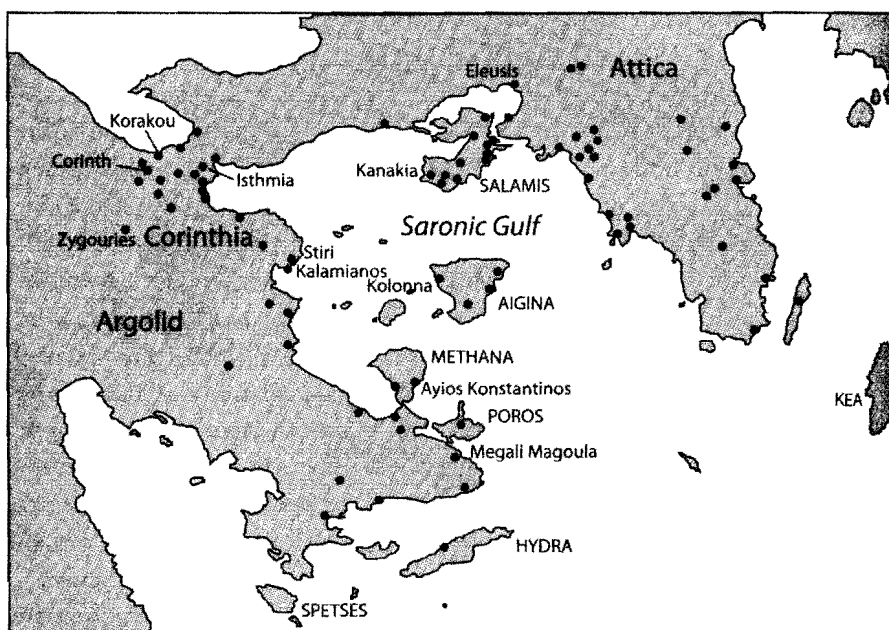 Eleusis
Attica
Korakou
Corinth
Isthmia
Kanakia
SALAMIS
Saronic Gulf
Zygouries
Corinthia
Stiri
Kalamianos
Kolonna
AIGINA
Argolid
METHANA
Ayios Konstantinos
POROS
KEA
Megali Magoula
HYDRA
SPETSES